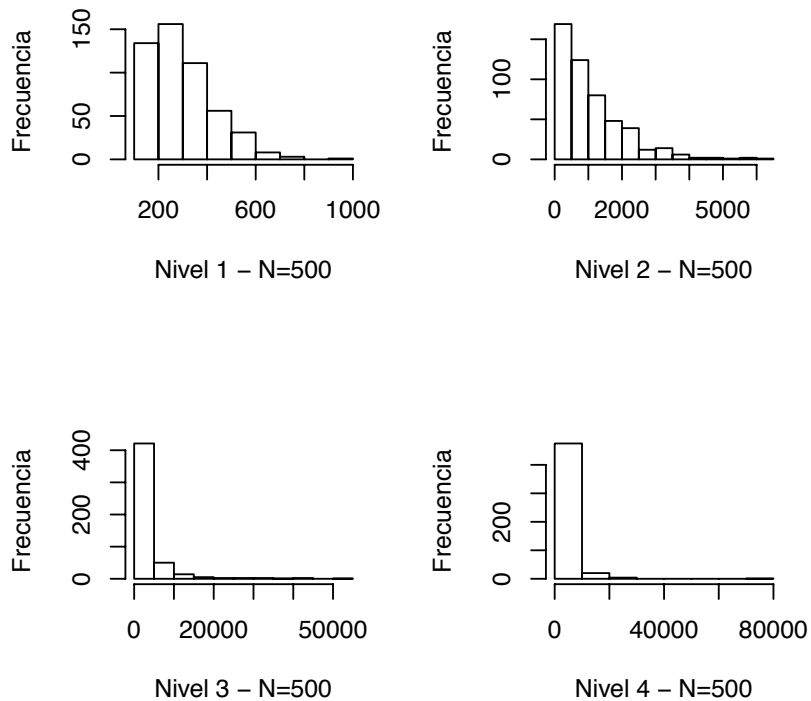 Frecuencia
0 50 150
200 600 1000
Nivel 1 − N=500
Frecuencia
0 100
0 2000 5000
Nivel 2 − N=500
Frecuencia
0 200 400
0 20000 50000
Nivel 3 − N=500
Frecuencia
0 200
0 40000 80000
Nivel 4 − N=500